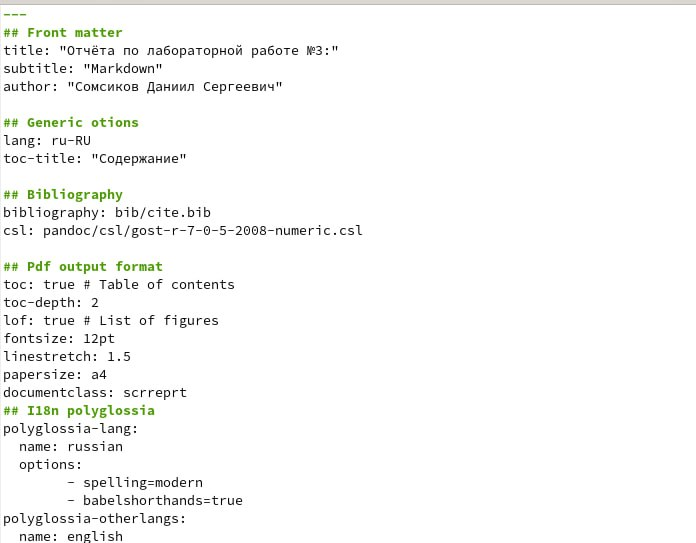 ---
## Front matter
title: "Отчёта по лабораторной работе №3:"
subtitle: "Markdown"
author: "Сомсиков Даниил Сергеевич"
## Generic otions
lang: ru-RU
toc-title: "Содержание"
## Bibliography
bibliography: bib/cite.bib
csl: pandoc/csl/gost-r-7-0-5-2008-numeric.csl
## Pdf output format
toc: true # Table of contents
toc-depth: 2
lof: true # List of figures
fontsize: 12pt
linestretch: 1.5
papersize: a4
documentclass: scrreprt
## I18n polyglossia
polyglossia-lang:
  name: russian
  options:
        - spelling=modern
        - babelshorthands=true
polyglossia-otherlangs:
  name: english